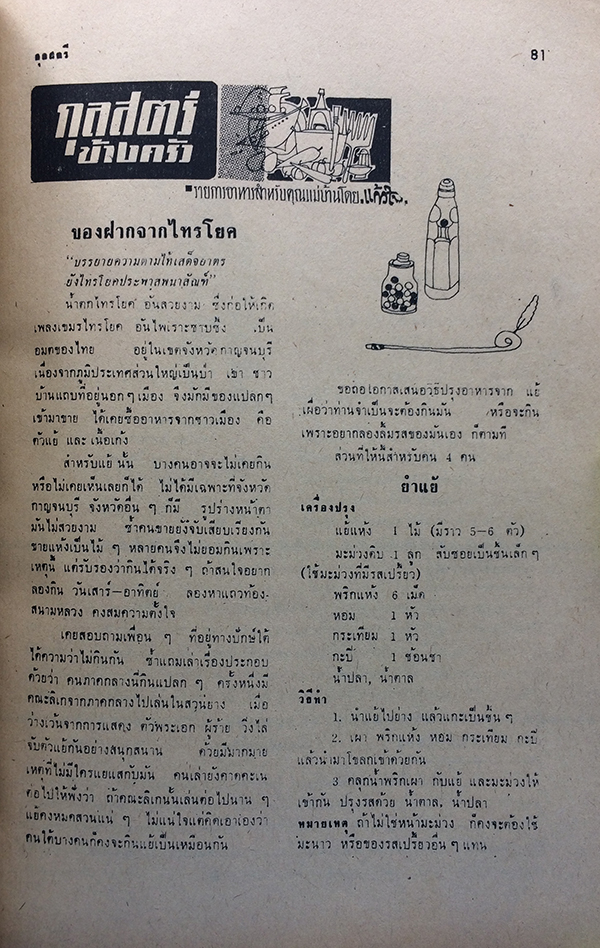 กุลสตรี
81
กุลสตรี
ข้างครัว
รายการอาหารสำหรับคุณแม่บ้านโดย
ของฝากจากไทรโยค
"บรรยายความตามไท้เสด็จยาตร
ยังไทรโยคประพาสพนาสัณฑ์"
น้ำตกไทรโยค อันสวยงาม ซึ่งก่อให้เกิด
เพลงเขมรไทรโยค อันไพเราะซาบซึ้ง เป็น
อมตของไทย อยู่ในเขตจังหวัดกาญจนบุรี
เนื่องจากภูมิประเทศส่วนใหญ่เป็นป่า เขา ชาว
บ้านแถบที่อยู่นอกๆ เมือง จึงมักมีของแปลกๆ
เข้ามาขาย ได้เคยซื้ออาหารจากชาวเมือง คือ
ตัวแย้ และเนื้อเก้ง
สำหรับแย้ นั้น บางคนอาจจะไม่เคยกิน
หรือไม่เคยเห็นเลยก็ได้ ไม่ได้มีเฉพาะที่จังหวัด
กาญจนบุรี จังหวัดอื่น ๆ ก็มี รูปร่างหน้าตา
มันไม่สวยงาม ซ้ำคนขายยังจับเสียบเรียงกัน
ขายแห้งเป็นไม้ ๆ หลายคนจึงไม่ยอมกินเพราะ
เหตุนี้ แต่รับรองว่ากินได้จริง ๆ ถ้าสนใจอยาก
ลองกิน วันเสาร์-อาทิตย์ ลองหาแถวท้อง-
สนามหลวง คงสมความตั้งใจ
เคยสอบถามเพื่อน ๆ ที่อยู่ทางปักษ์ใต้
ได้ความว่าไม่กินกัน ซ้ำแถมเล่าเรื่องประกอบ
ด้วยว่า คนภาคกลางนี่กินแปลก ๆ ครั้งหนึ่งมี
คณะลิเกจากภาคกลางไปเล่นในสวนยาง เมื่อ
ว่างเว้นจากการแสดง ตัวพระเอก ผู้ร้าย วิ่งไล่
จับตัวแย้กันอย่างสนุกสนาน ด้วยมีมากมาย
เหตุที่ไม่มีใครแยแสกับมัน คนเล่ายังคาดคะเน
ต่อไปให้ฟังว่า ถ้าคณะลิเกนั้นเล่นต่อไปนาน ๆ
แย้คงหมดสวนแน่ ๆ ไม่แน่ใจแต่คิดเอาเองว่า
คนใต้บางคนก็คงจะกินแย้เป็นเหมือนกัน
ขอถือโอกาสเสนอวิธีปรุงอาหารจาก แย้
เผื่อว่าท่านจำเป็นจะต้องกินมัน หรือจะกิน
เพราะอยากลองลิ้มรสของมันเอง ก็ตามที
ส่วนที่ให้นี้สำหรับคน 4 คน
ยำแย้
เครื่องปรุง
แย้แห้ง 1 ไม้ (มีราว 5-6 ตัว)
มะม่วงดิบ 1 ลูก สับซอยเป็นชิ้นเล็กๆ
(ใช้มะม่วงที่มีรสเปรี้ยว)
พริกแห้ง 6 เม็ด
หอม 1 หัว
กระเทียม 1 หัว
กะปิ 1 ช้อนชา
น้ำปลา, น้ำตาล
วิธีทำ
1. นำแย้ไปย่าง แล้วแกะเป็นชิ้น ๆ
2. เผา พริกแห้ง หอม กระเทียม กะปิ
แล้วนำมาโขลกเข้าด้วยกัน
3 คลุกน้ำพริกเผา กับแย้ และมะม่วงให้
เข้ากัน ปรุงรสด้วย น้ำตาล, น้ำปลา
หมายเหตุ ถ้าไม่ใช่หน้ามะม่วง ก็คงจะต้องใช้
มะนาว หรือของรสเปรี้ยวอื่น ๆ แทน